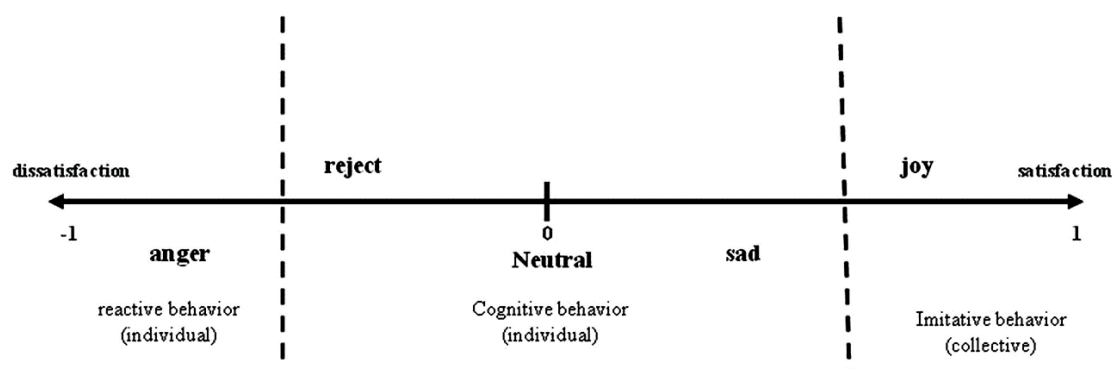 reject
joy
dissatisfaction
satisfaction
-1
0
1
anger
Neutral
sad
reactive behavior
(individual)
Cognitive behavior
(individual)
Imitative behavior
(collective)